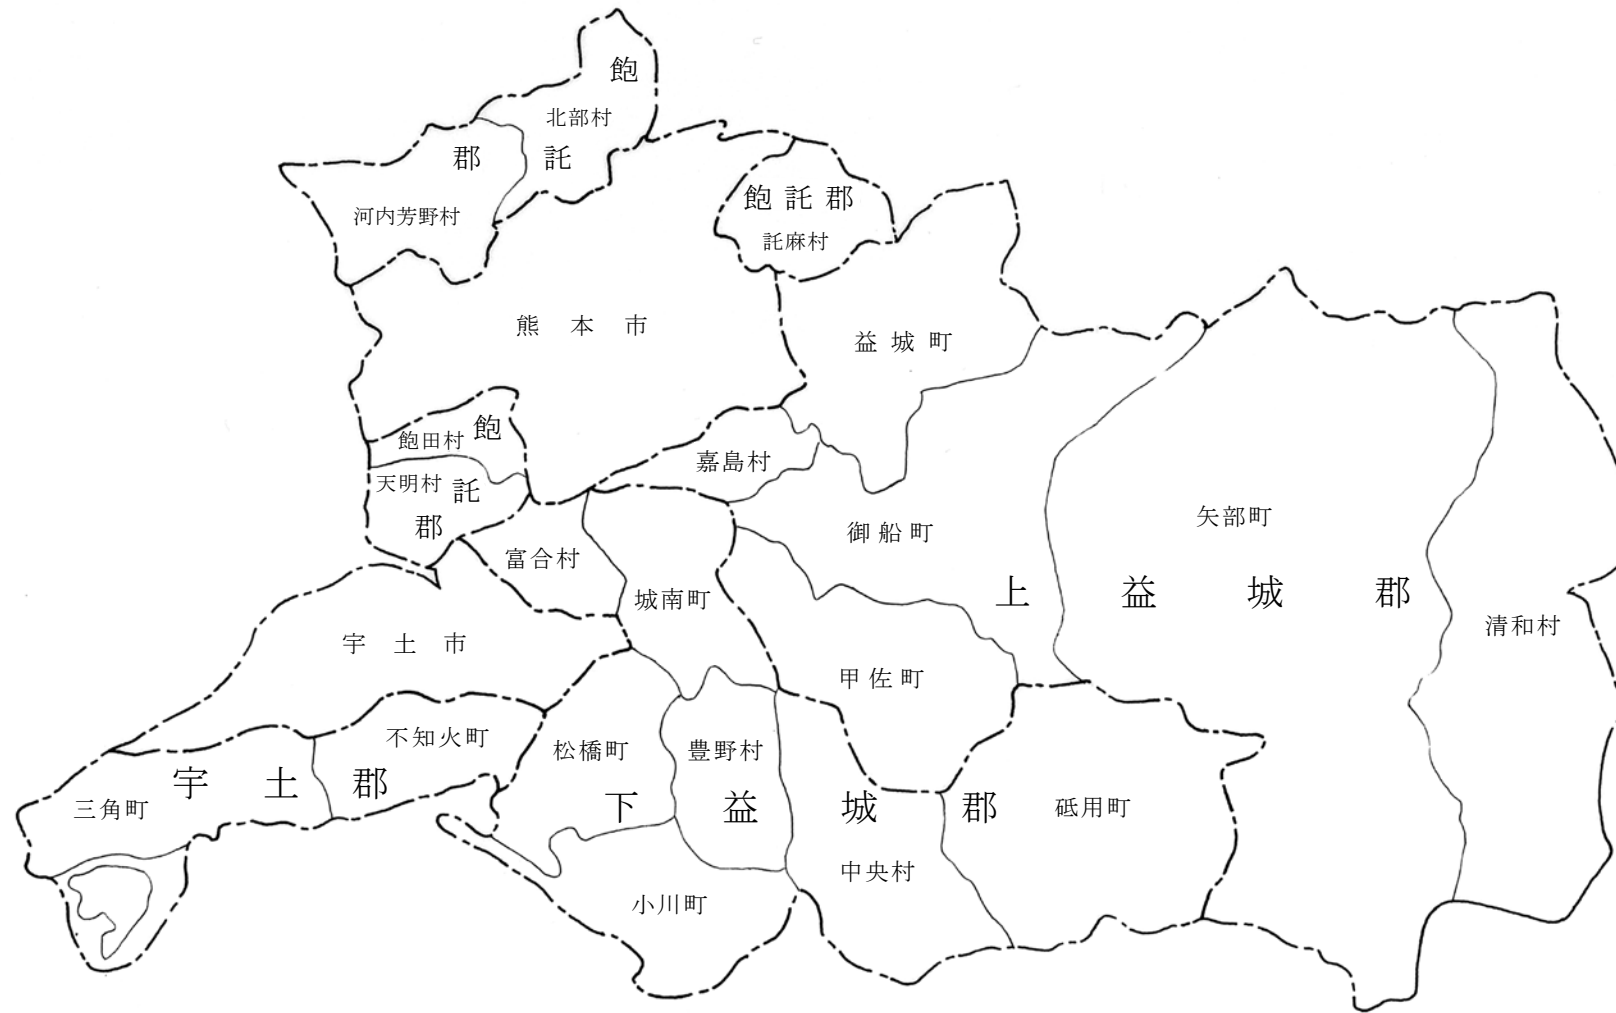 飽託郡
北部村
河内芳野村
飽託郡
託麻村
熊本市
益城町
飽託郡
飽田村
天明村
嘉島村
御船町
矢部町
富合村
城南町
上益城郡
清和村
宇土市
甲佐町
不知火町
松橋町
豊野村
宇土郡
三角町
下益城郡
砥用町
中央村
小川町